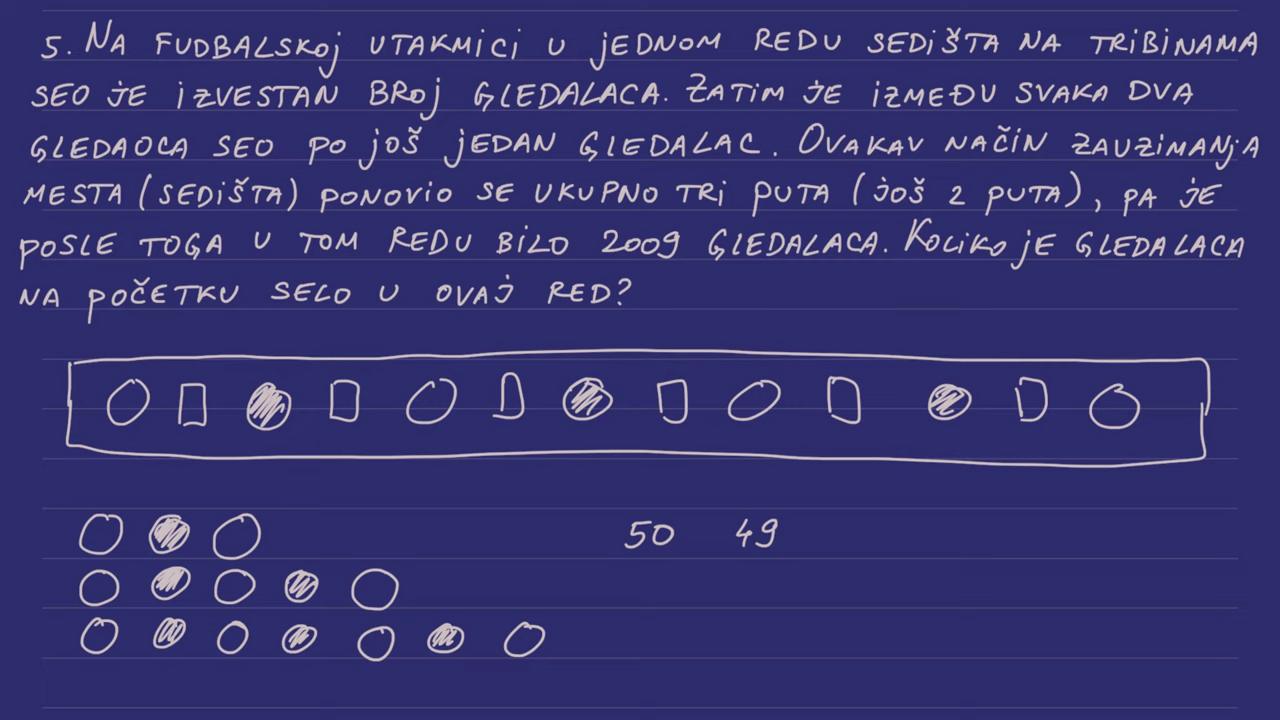 5. NA FUDBALSKOJ UTAKMICI U JEDNOM REDU SEDIŠTA NA TRIBINAMA
SEO JE IZVESTAN BROJ GLEDALACA. ZATIM JE IZMEĐU SVAKA DVA
GLEDAOCA SEO PO JOŠ JEDAN GLEDALAC. OVAKAV NAČIN ZAUZIMANJA
MESTA (SEDIŠTA) PONOVIO SE UKUPNO TRI PUTA (JOŠ 2 PUTA), PA JE
POSLE TOGA U TOM REDU BILO 2009 GLEDALACA. KOLIKO JE GLEDALACA
NA POČETKU SELO U OVAJ RED?
50 49